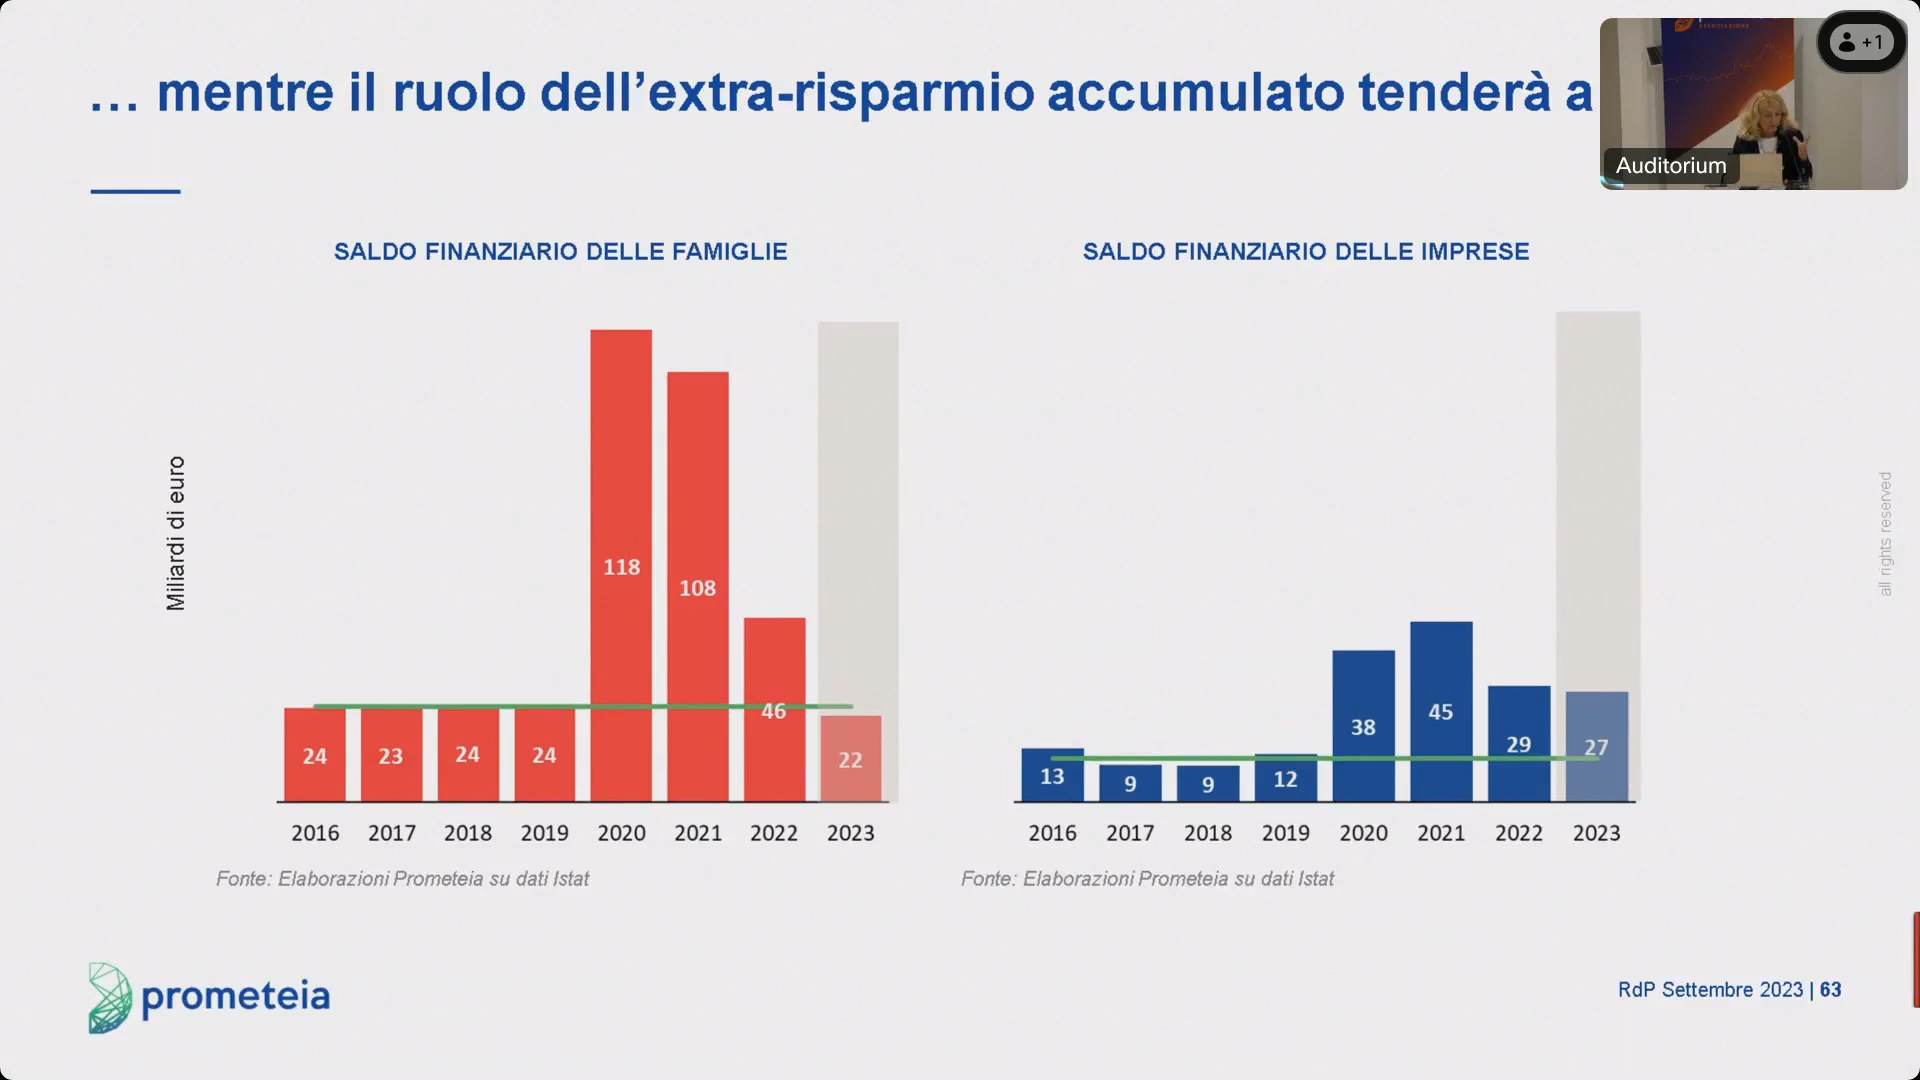 … mentre il ruolo dell’extra-risparmio accumulato tenderà a
+1
Auditorium
SALDO FINANZIARIO DELLE FAMIGLIE
Miliardi di euro
118
108
46
24
23
24
24
22
2016 2017 2018 2019 2020 2021 2022 2023
Fonte: Elaborazioni Prometeia su dati Istat
SALDO FINANZIARIO DELLE IMPRESE
13
9
9
12
38
45
29
27
2016 2017 2018 2019 2020 2021 2022 2023
Fonte: Elaborazioni Prometeia su dati Istat
all rights reserved
prometeia
RdP Settembre 2023 | 63